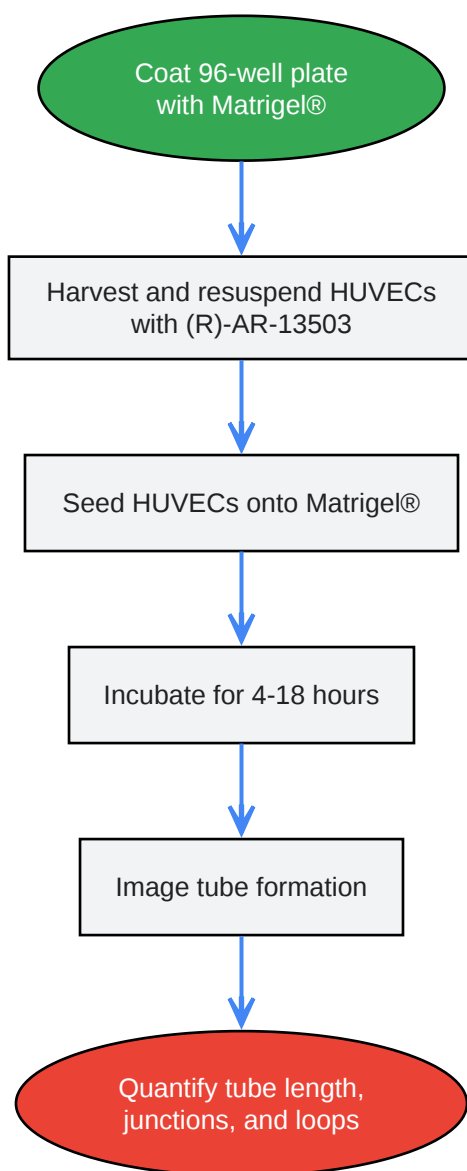 Coat 96-well plate
with Matrigel®
Harvest and resuspend HUVECs
with (R)-AR-13503
Seed HUVECs onto Matrigel®
Incubate for 4-18 hours
Image tube formation
Quantify tube length,
junctions, and loops